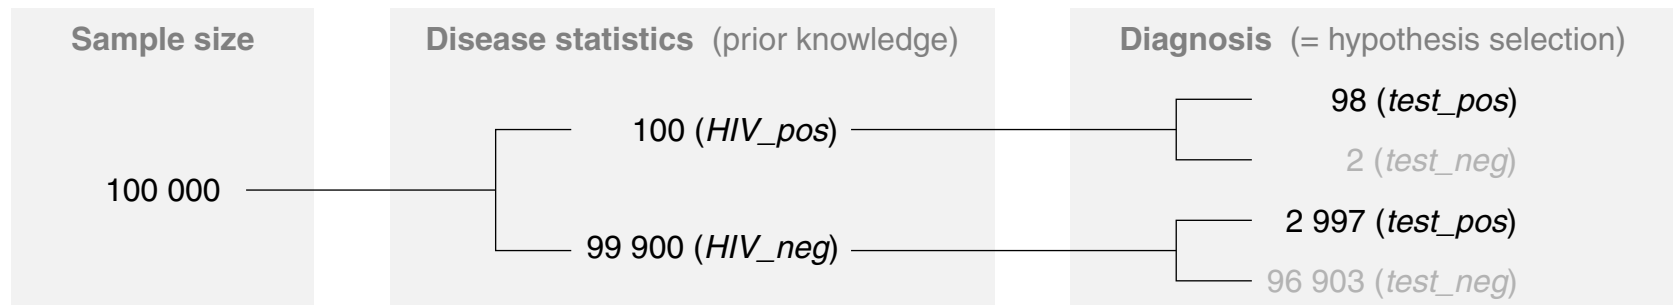 Sample size
Disease statistics (prior knowledge)
Diagnosis (= hypothesis selection)
100 000
100 (HIV_pos)
99 900 (HIV_neg)
98 (test_pos)
2 (test_neg)
2 997 (test_pos)
96 903 (test_neg)